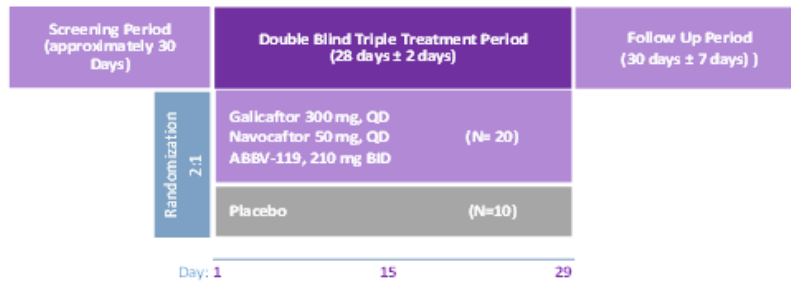 Screening Period
(approximately 30
Days)
Double Blind Triple Treatment Period
(28 days ± 2 days)
Follow Up Period
(30 days ± 7 days) )
Randomization
2:1
Galicaftor 300 mg, QD
Navocaftor 50 mg, QD (N= 20)
ABBV-119, 210 mg BID
Placebo (N=10)
Day: 1 15 29